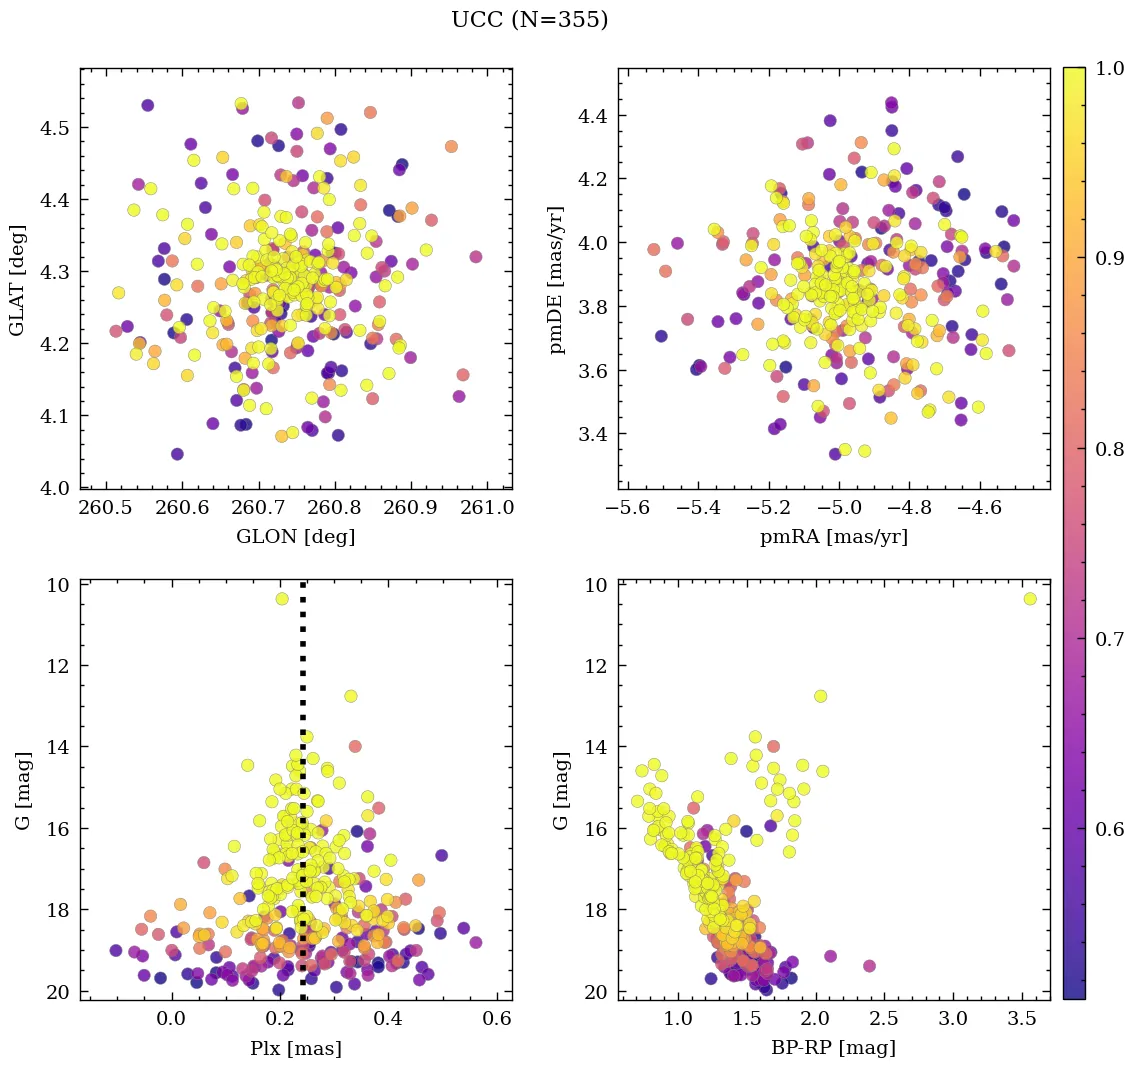 UCC (N=355)
4.5
4.4
4.3
4.2
4.1
4.0
GLAT [deg]
260.5 260.6 260.7 260.8 260.9 261.0
GLON [deg]
4.4
4.2
4.0
3.8
3.6
3.4
pmDE [mas/yr]
−5.6 −5.4 −5.2 −5.0 −4.8 −4.6
pmRA [mas/yr]
1.0
0.9
0.8
0.7
0.6
10
12
14
16
18
20
G [mag]
0.0 0.2 0.4 0.6
Plx [mas]
10
12
14
16
18
20
G [mag]
1.0 1.5 2.0 2.5 3.0 3.5
BP-RP [mag]